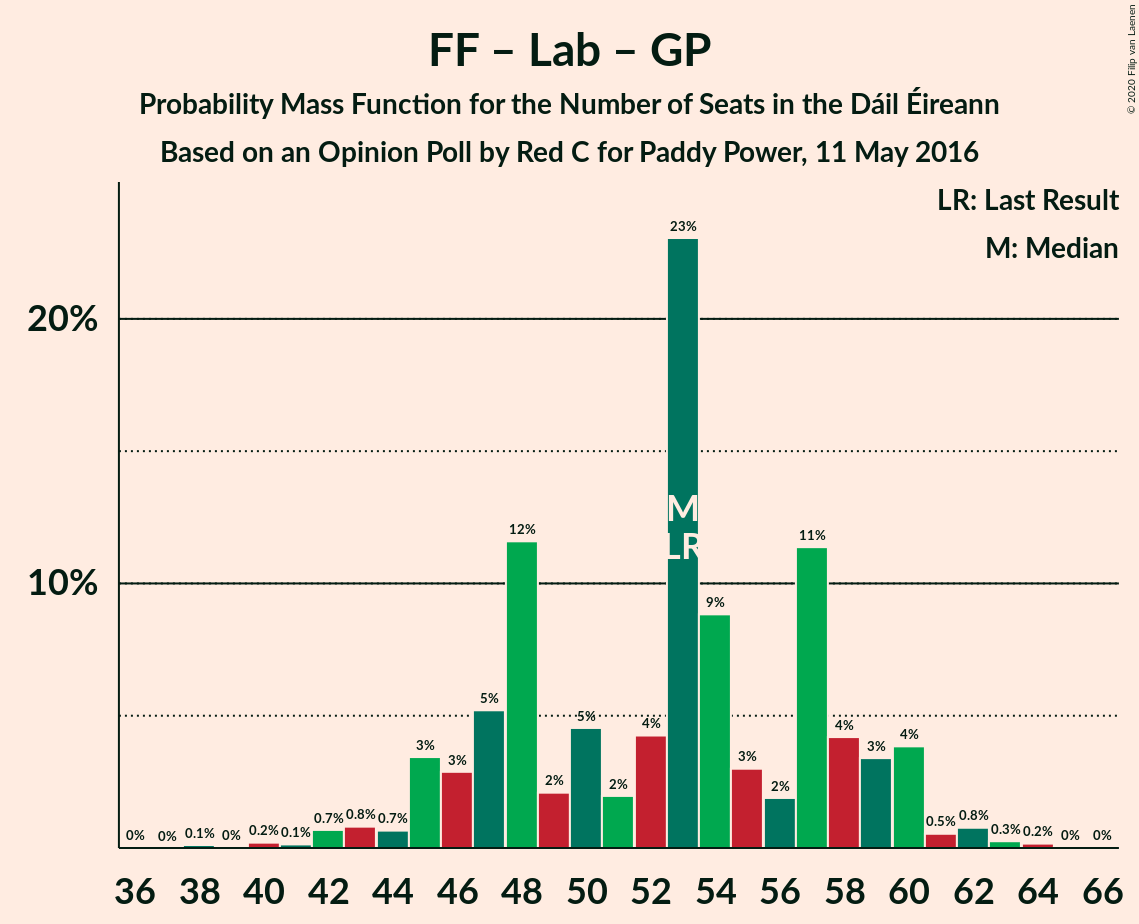 FF – Lab – GP
Probability Mass Function for the Number of Seats in the Dáil Éireann
Based on an Opinion Poll by Red C for Paddy Power, 11 May 2016
© 2020 Filip van Laenen
LR: Last Result
M: Median
20%
10%
0% 0% 0.1% 0% 0.2% 0.1% 0.7% 0.8% 0.7% 3% 3% 5% 12% 2% 5% 2% 4% 23% 9% 3% 2% 11% 4% 3% 4% 0.5% 0.8% 0.3% 0.2% 0% 0%
M
LR
36 38 40 42 44 46 48 50 52 54 56 58 60 62 64 66